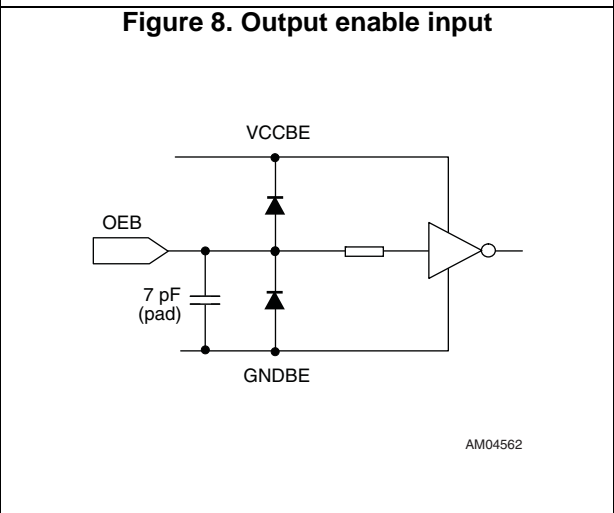 Figure 8. Output enable input
VCCBE
OEB
7 pF
(pad)
GNDBE
AM04562